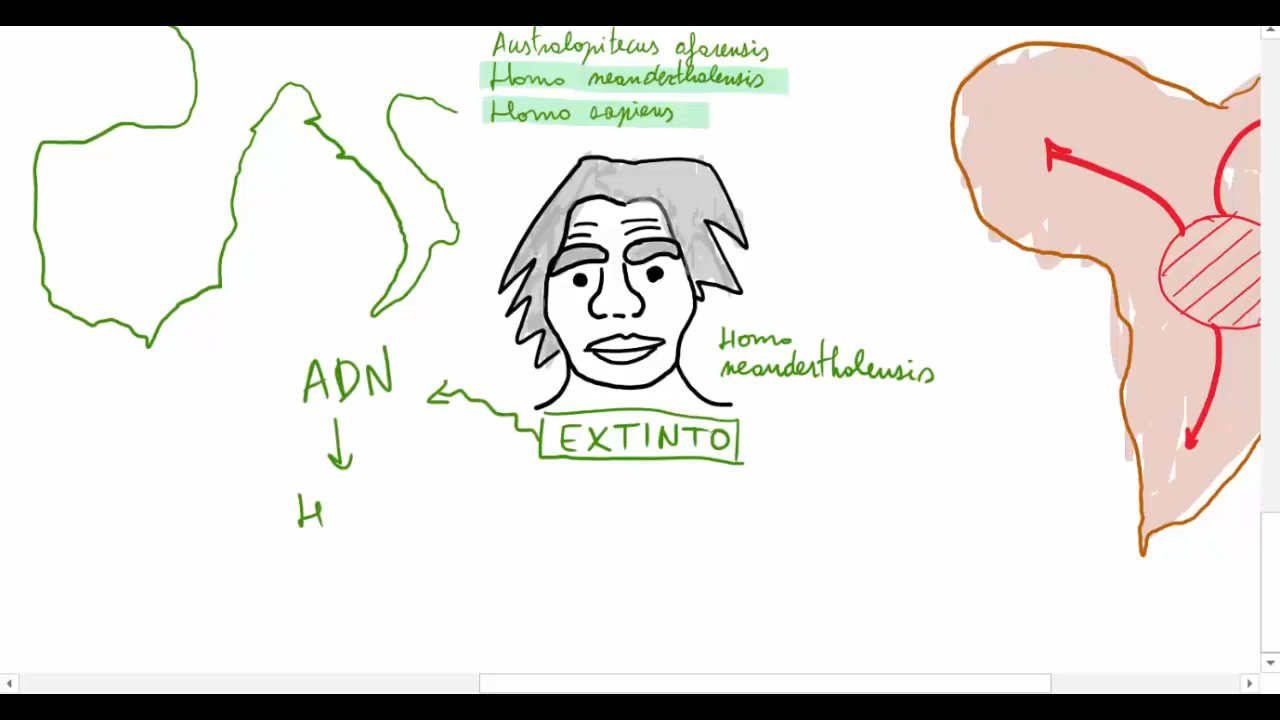 Australopitecus afarensis
Homo neanderthalensis
Homo sapiens
Homo
neanderthalensis
ADN
EXTINTO
H